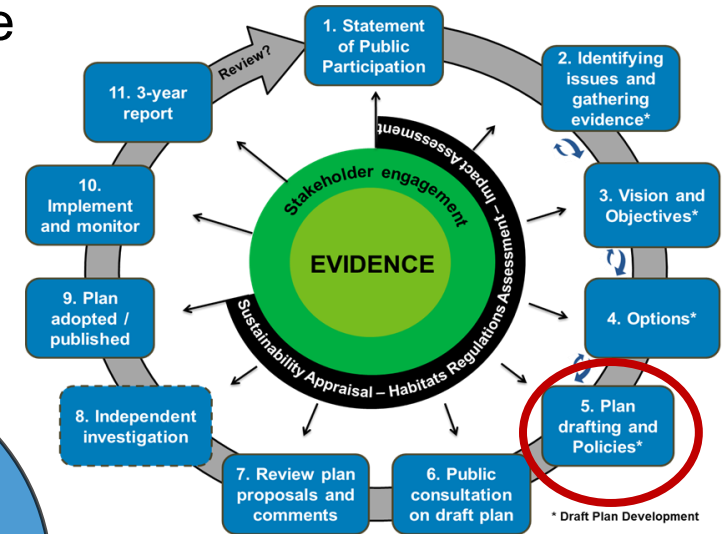 e
1. Statement
of Public
Participation
2. Identifying
issues and
gathering
evidence*
3. Vision and
Objectives*
4. Options*
5. Plan
drafting and
Policies*
* Draft Plan Development
6. Public
consultation
on draft plan
7. Review plan
proposals and
comments
8. Independent
investigation
9. Plan
adopted /
published
10.
Implement
and monitor
11. 3-year
report
Review?
Stakeholder engagement
EVIDENCE
Sustainability Appraisal – Habitats Regulations Assessment – Impact Assessment